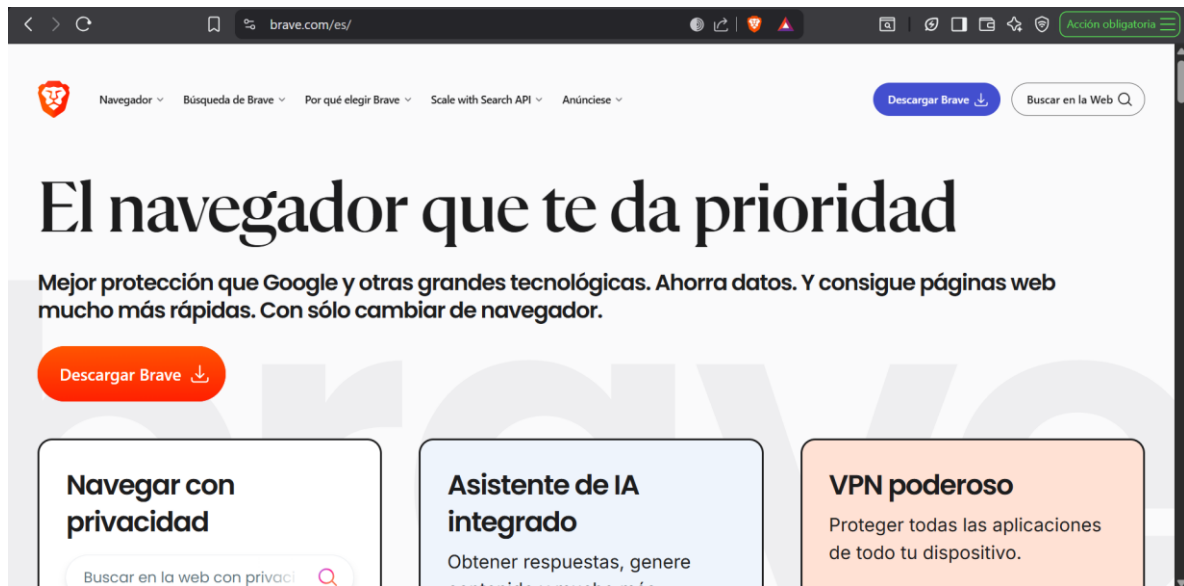 brave.com/es/
Acción obligatoria
Navegador
Búsqueda de Brave
Por qué elegir Brave
Scale with Search API
Anúnciese
Descargar Brave
Buscar en la Web
El navegador que te da prioridad
Mejor protección que Google y otras grandes tecnológicas. Ahorra datos. Y consigue páginas web
mucho más rápidas. Con sólo cambiar de navegador.
Descargar Brave
Navegar con
privacidad
Buscar en la web con privaci
Asistente de IA
integrado
Obtener respuestas, genere
contenido y mucho más
VPN poderoso
Proteger todas las aplicaciones
de todo tu dispositivo.
brave